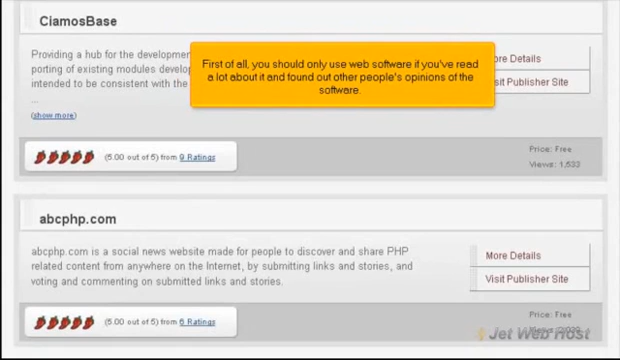 CiamosBase
Providing a hub for the developmen
porting of existing modules develop
intended to be consistent with the
...
(show more)
First of all, you should only use web software if you've read
a lot about it and found out other people's opinions of the
software.
ore Details
sit Publisher Site
(5.00 out of 5) from 9 Ratings
Price: Free
Views: 1,533
abcphp.com
abcphp.com is a social news website made for people to discover and share PHP
related content from anywhere on the Internet, by submitting links and stories, and
voting and commenting on submitted links and stories.
More Details
Visit Publisher Site
(5.00 out of 5) from 6 Ratings
Price: Free
Jet Web Host